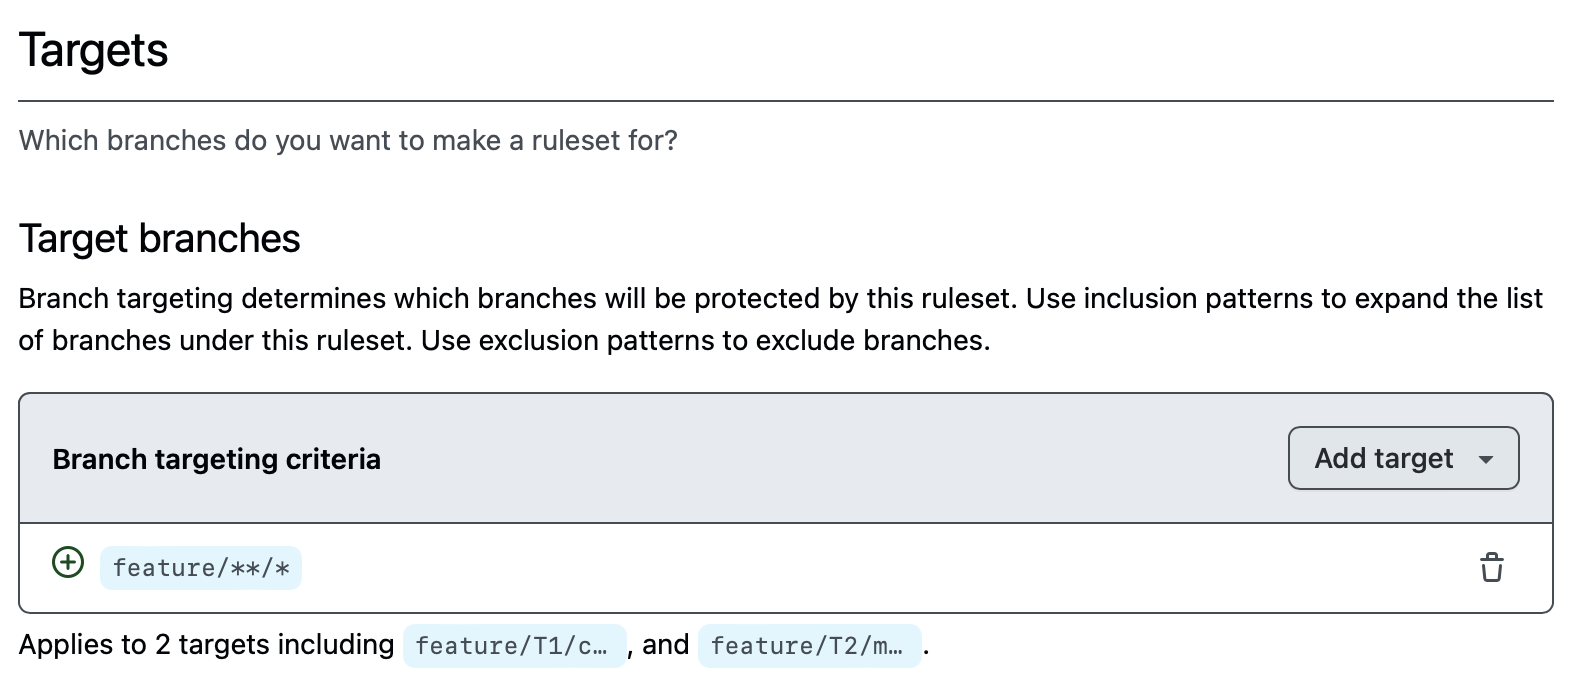 Targets
Which branches do you want to make a ruleset for?
Target branches
Branch targeting determines which branches will be protected by this ruleset. Use inclusion patterns to expand the list
of branches under this ruleset. Use exclusion patterns to exclude branches.
Branch targeting criteria
Add target
feature/**/*
Applies to 2 targets including feature/T1/c… , and feature/T2/m… .